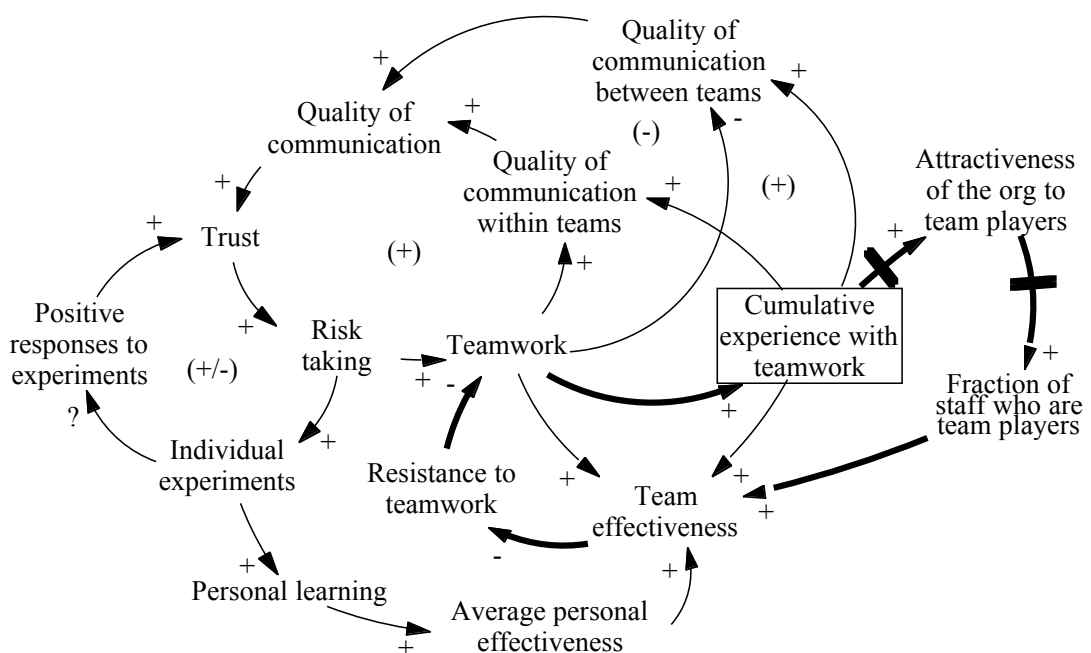 Quality of
communication
between teams
+
+
+
-
Quality of
communication
+
(-)
Quality of
communication
within teams
+
(+)
Attractiveness
of the org to
team players
+
+
Trust
+
(+)
+
+
Positive
responses to
experiments
(+/-)
+
Risk
taking
+
-
Teamwork
Cumulative
experience with
teamwork
+
+
Fraction of
staff who are
team players
?
Individual
experiments
+
Resistance to
teamwork
+
+
+
Team
effectiveness
-
+
Personal learning
+
+
Average personal
effectiveness